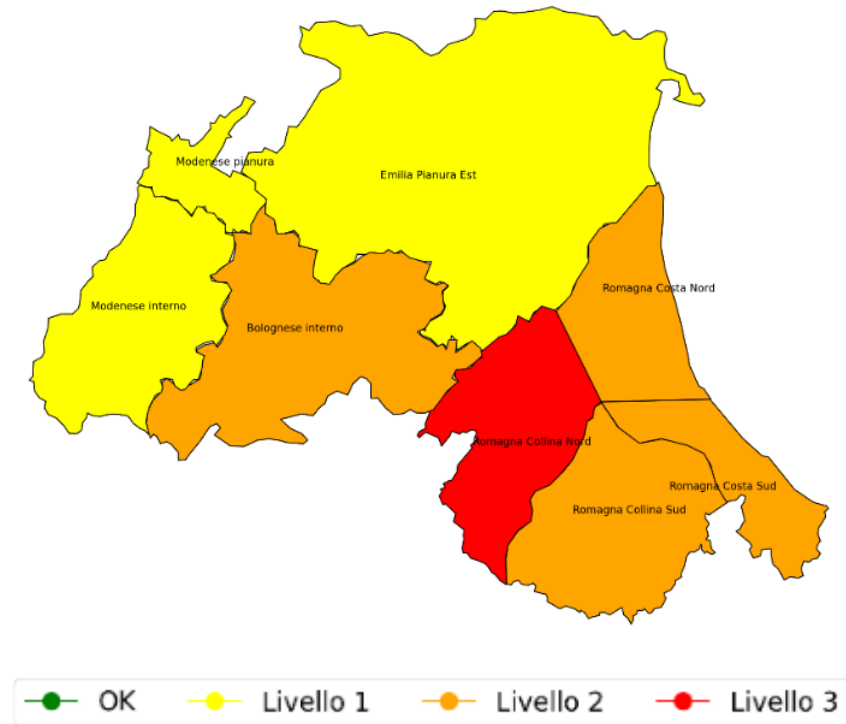 Modenese pianura
Emilia Pianura Est
Romagna Costa Nord
Modenese interno
Bolognese interno
Romagna Collina Nord
Romagna Costa Sud
Romagna Collina Sud
OK Livello 1 Livello 2 Livello 3